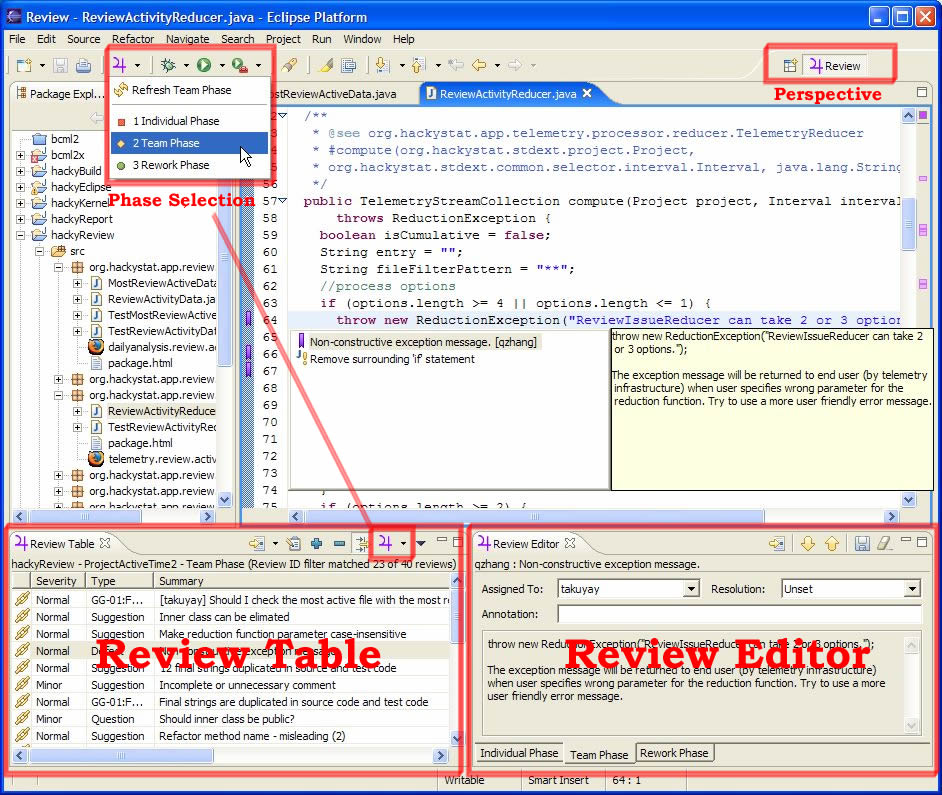 Review - ReviewActivityReducer.java - Eclipse Platform
File Edit Source Refactor Navigate Search Project Run Window Help
Review
Perspective
Refresh Team Phase
1 Individual Phase
2 Team Phase
3 Rework Phase
Phase Selection
Package Expl...
bcml2
bcml2x
hackyBuild
hackyEclipse
hackyKernel
hackyReport
hackyReview
src
org.hackystat.app.review
MostReviewActiveData
ReviewActivityData.ja
TestMostReviewActive
TestReviewActivityDat
dailyanalysis.review.a
package.html
org.hackystat.app.review
org.hackystat.app.review
ReviewActivityReduce
TestReviewActivityRed
package.html
telemetry.review.activ
org.hackystat.app.review
org.hackystat.app.review
org.hackystat.app.review
ostReviewActiveData.java ReviewActivityReducer.java
/**
* @see org.hackystat.app.telemetry.processor.reducer.TelemetryReducer
* #compute(org.hackystat.stdext.project.Project,
* org.hackystat.stdext.common.selector.interval.Interval, java.lang.String
56 */
57 public TelemetryStreamCollection compute(Project project, Interval interval
58 throws ReductionException {
59 boolean isCumulative = false;
60 String entry = "";
61 String fileFilterPattern = "**";
62 //process options
63 if (options.length >= 4 || options.length <= 1) {
64 throw new ReductionException("ReviewIssueReducer can take 2 or 3 option
65
66
67
68
69
70
71
72
73
74
75 if (options.length >= 2) {
Non-constructive exception message. [qzhang]
Remove surrounding 'if' statement
throw new ReductionException("ReviewIssueReducer can take 2
or 3 options.");
The exception message will be returned to end user (by telemetry
infrastructure) when user specifies wrong parameter for the
reduction function. Try to use a more user friendly error message.
Review Table
hackyReview - ProjectActiveTime2 - Team Phase (Review ID filter matched 23 of 40 reviews)
Severity Type Summary
Normal GG-01:F... [takuyay] Should I check the most active file with the most r
Normal Suggestion Inner class can be elimated
Normal Suggestion Make reduction function parameter case-insensitive
Normal Defect Non-constructive exception message
Normal Suggestion 12 final strings duplicated in source and test code
Minor Suggestion Incomplete or unnecessary comment
Normal GG-01:F... Final strings are duplicated in source code and test code
Minor Question Should inner class be public?
Normal Suggestion Refactor method name - misleading (2)
Review Table
Review Editor
qzhang : Non-constructive exception message.
Assigned To: takuyay Resolution: Unset
Annotation:
throw new ReductionException("ReviewIssueReducer can take 2 or 3 options.");
The exception message will be returned to end user (by telemetry infrastructure)
when user specifies wrong parameter for the reduction function. Try to use a more
user friendly error message.
Review Editor
Individual Phase Team Phase Rework Phase
Writable Smart Insert 64 : 1